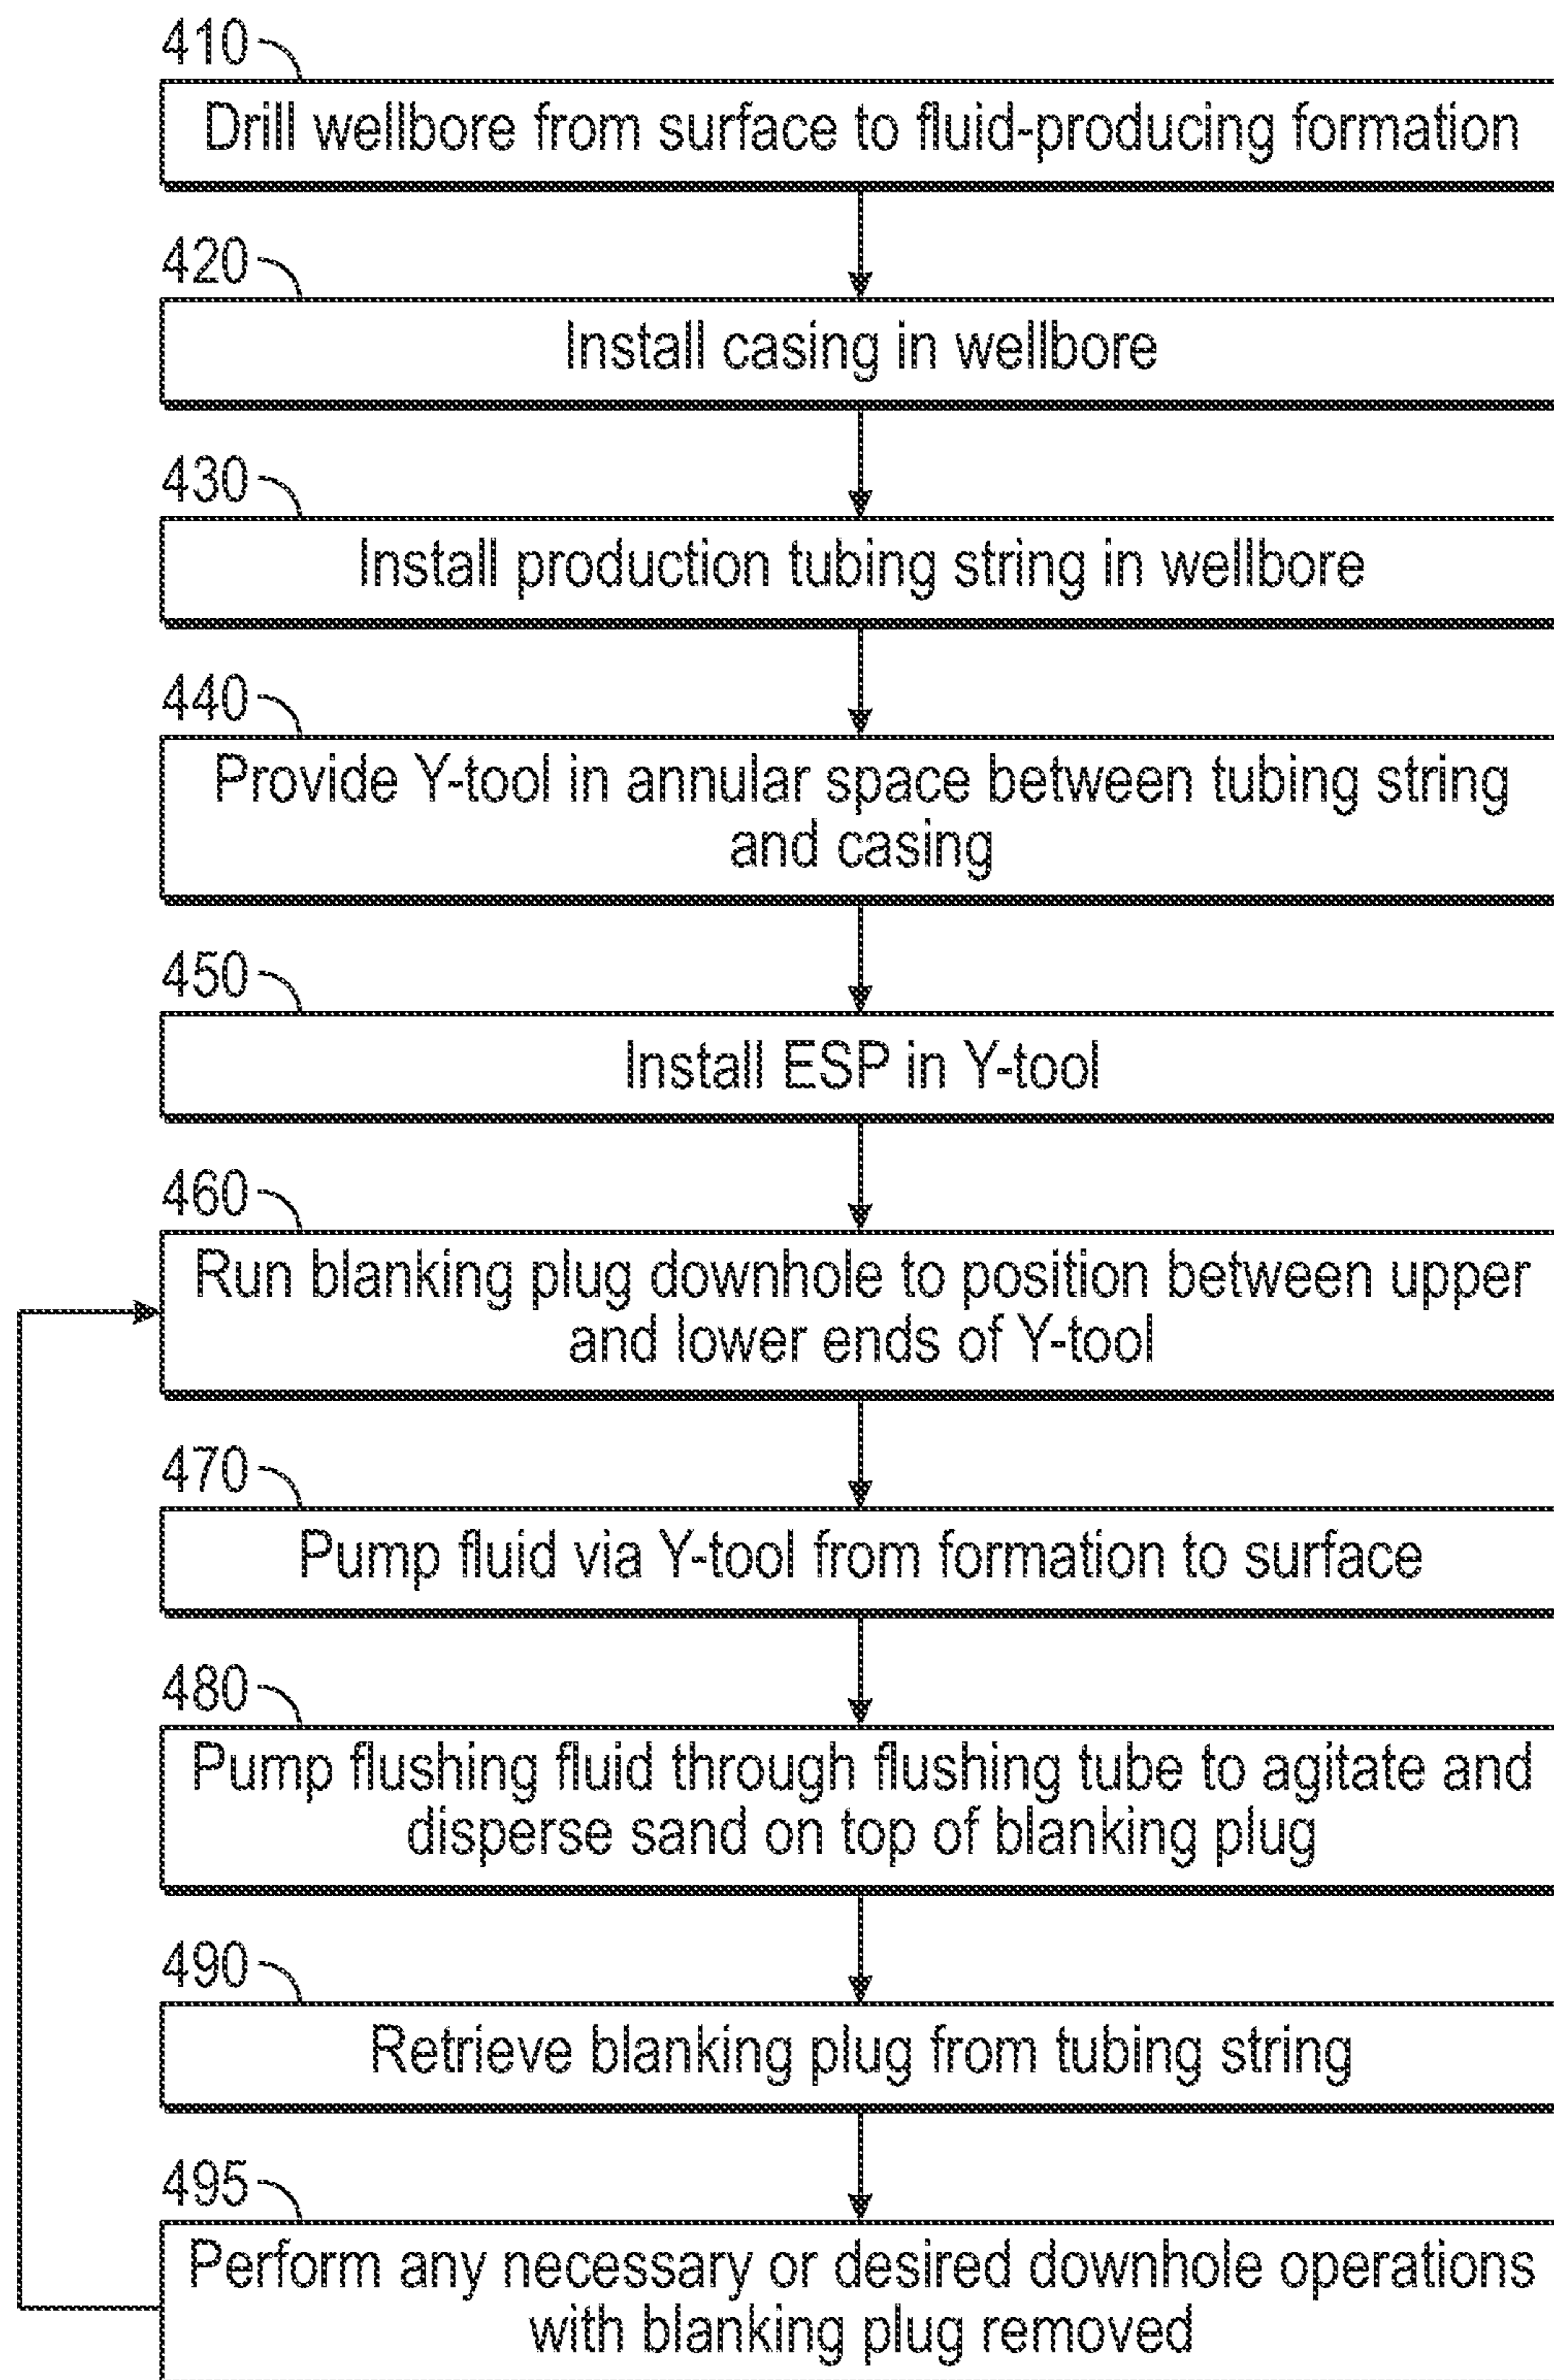 410
Drill wellbore from surface to fluid-producing formation
420
Install casing in wellbore
430
Install production tubing string in wellbore
440
Provide Y-tool in annular space between tubing string
and casing
450
Install ESP in Y-tool
460
Run blanking plug downhole to position between upper
and lower ends of Y-tool
470
Pump fluid via Y-tool from formation to surface
480
Pump flushing fluid through flushing tube to agitate and
disperse sand on top of blanking plug
490
Retrieve blanking plug from tubing string
495
Perform any necessary or desired downhole operations
with blanking plug removed